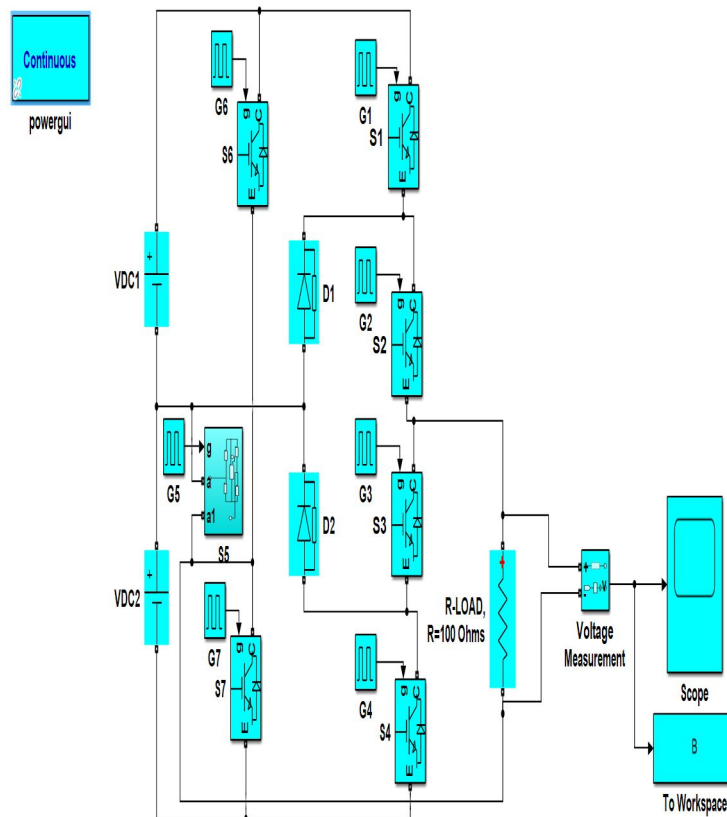 Continuous
powergui
G6
S6
g
C
E
G1
S1
g
C
E
+
VDC1
D1
G2
S2
g
C
E
G5
g
a
a1
S5
G3
S3
g
C
E
D2
+
VDC2
G7
S7
g
C
E
G4
S4
g
C
E
+
R-LOAD,
R=100 Ohms
+
-
v
Voltage
Measurement
Scope
B
To Workspace